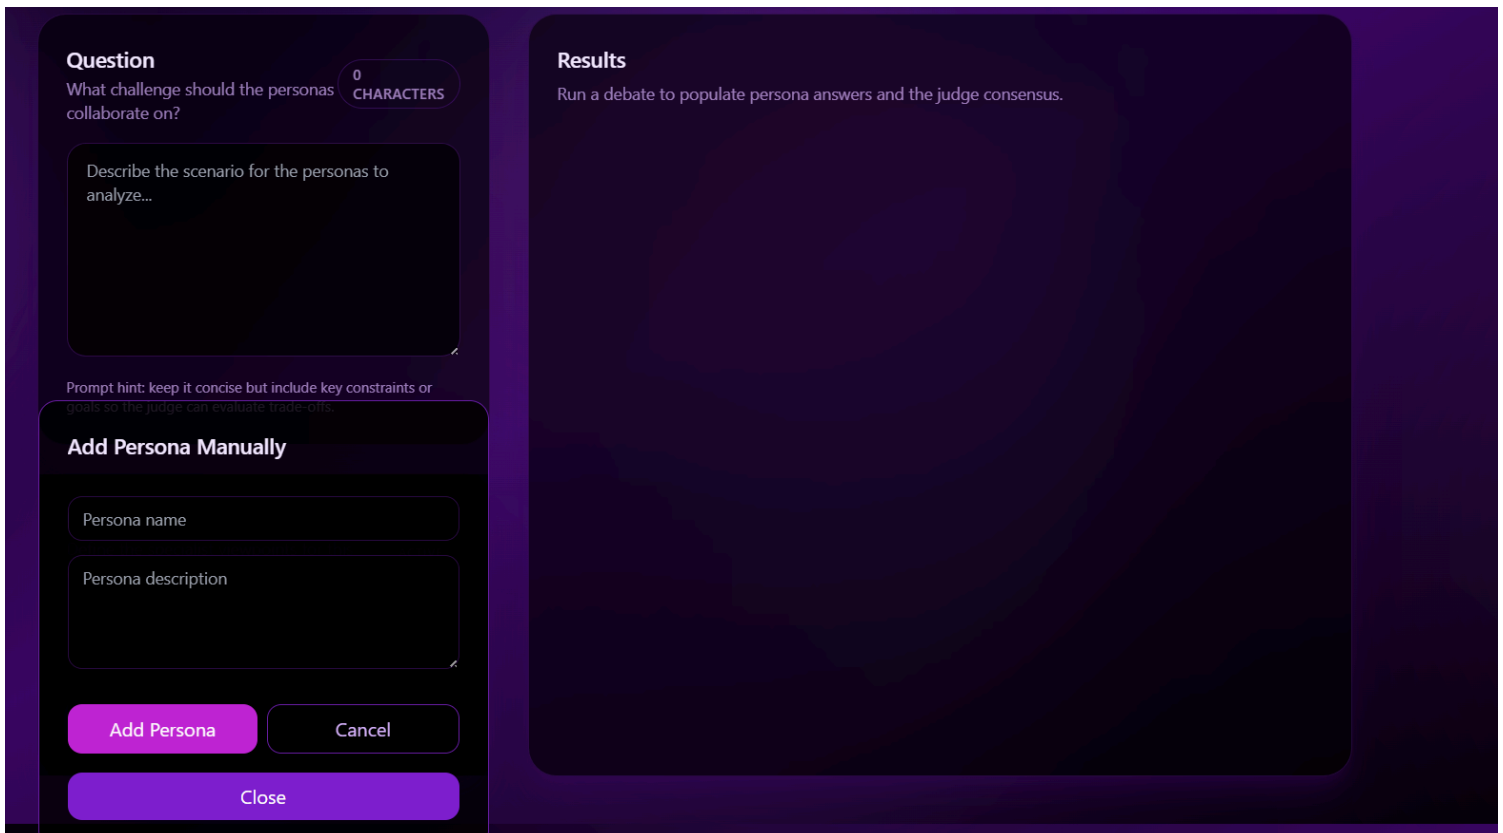 Question
What challenge should the personas
collaborate on?
0
CHARACTERS
Describe the scenario for the personas to
analyze...
Prompt hint: keep it concise but include key constraints or
goals so the judge can evaluate trade-offs.
Add Persona Manually
Persona name
Persona description
Add Persona
Cancel
Close
Results
Run a debate to populate persona answers and the judge consensus.